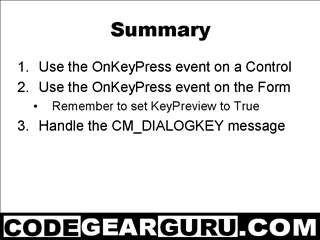 Summary
1. Use the OnKeyPress event on a Control
2. Use the OnKeyPress event on the Form
• Remember to set KeyPreview to True
3. Handle the CM_DIALOGKEY message
CODEGEARGURU.COM